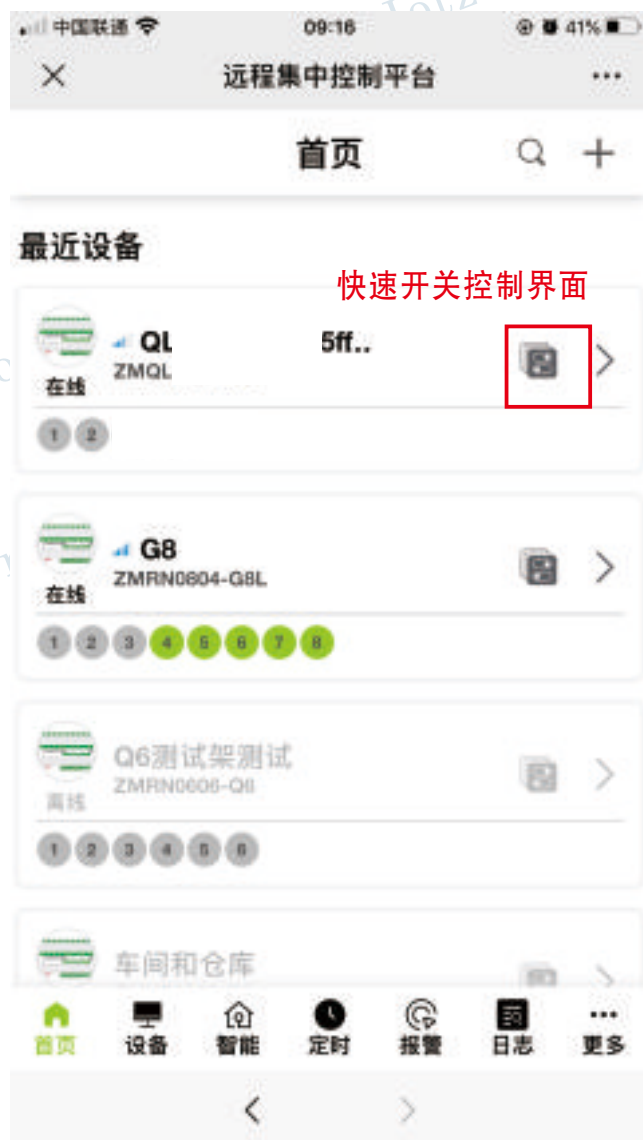 中国联通
09:16
41%
远程集中控制平台
首页
最近设备
快速开关控制界面
QL 5ff..
ZMQL
在线
1 2
G8
ZMRN0604-G8L
在线
1 2 3 4 5 6 7 8
Q6测试架测试
ZMRN0606-Q6
离线
1 2 3 4 5 6
车间和仓库
首页 设备 智能 定时 报警 日志 更多